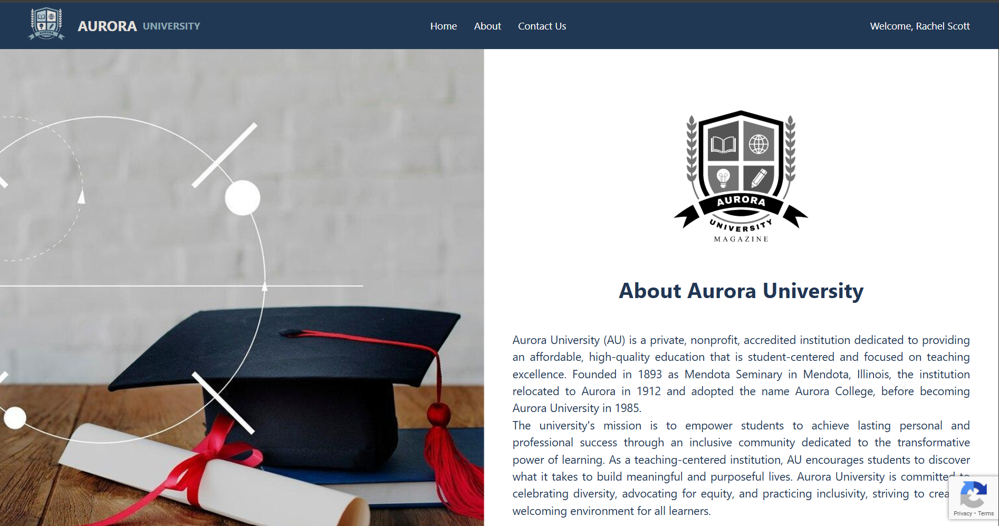 AURORA UNIVERSITY
Home About Contact Us
Welcome, Rachel Scott
AURORA
UNIVERSITY
MAGAZINE
About Aurora University
Aurora University (AU) is a private, nonprofit, accredited institution dedicated to providing
an affordable, high-quality education that is student-centered and focused on teaching
excellence. Founded in 1893 as Mendota Seminary in Mendota, Illinois, the institution
relocated to Aurora in 1912 and adopted the name Aurora College, before becoming
Aurora University in 1985.
The university's mission is to empower students to achieve lasting personal and
professional success through an inclusive community dedicated to the transformative
power of learning. As a teaching-centered institution, AU encourages students to discover
what it takes to build meaningful and purposeful lives. Aurora University is committed to
celebrating diversity, advocating for equity, and practicing inclusivity, striving to
welcoming environment for all learners.
Privacy - Terms